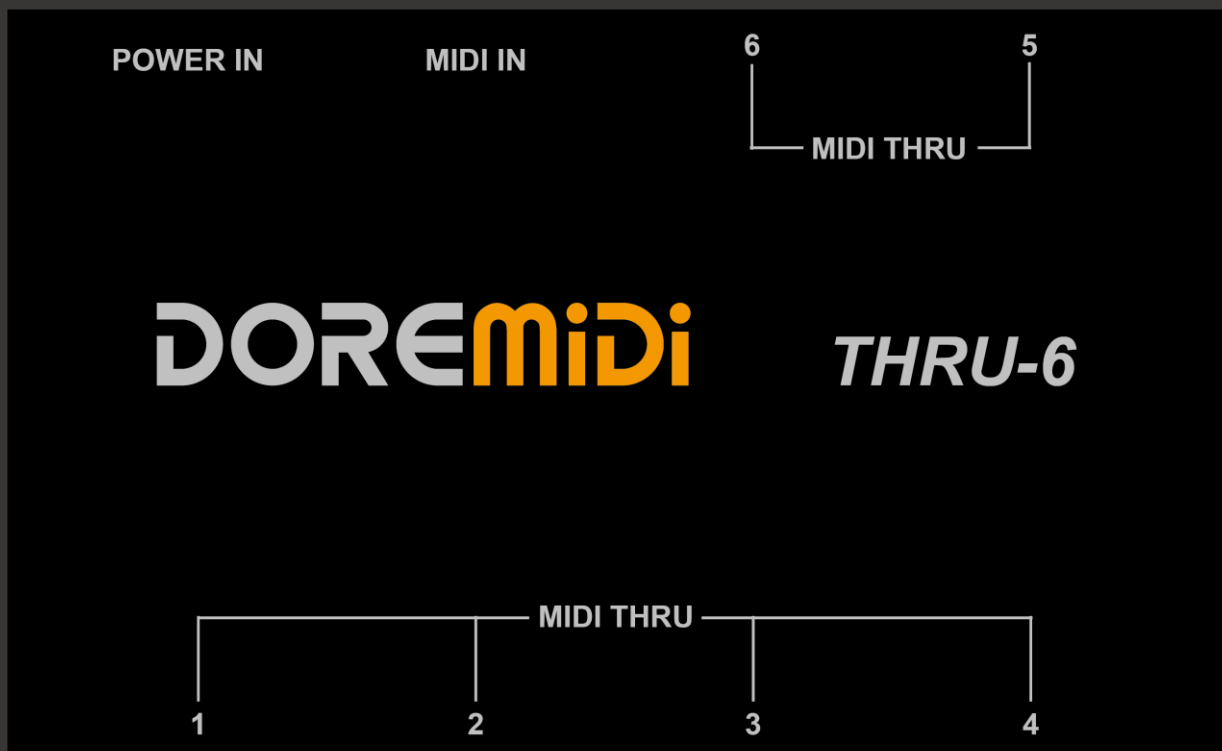 POWER IN
MIDI IN
6
5
MIDI THRU
DOREMiDi
THRU-6
MIDI THRU
1
2
3
4